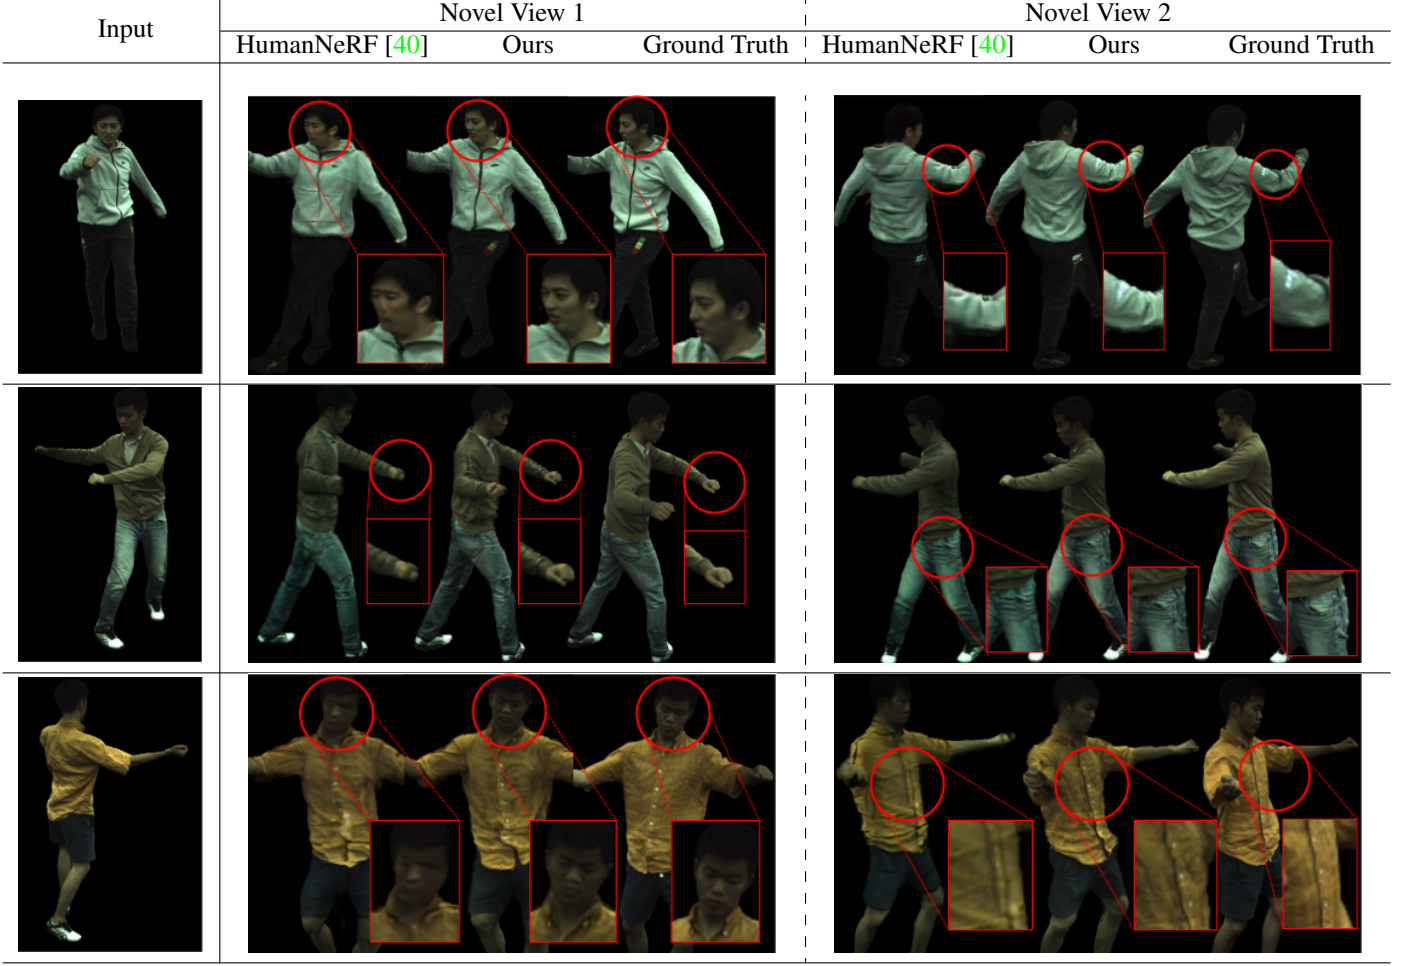 Input
Novel View 1
Novel View 2
HumanNeRF [40]
Ours
Ground Truth
HumanNeRF [40]
Ours
Ground Truth